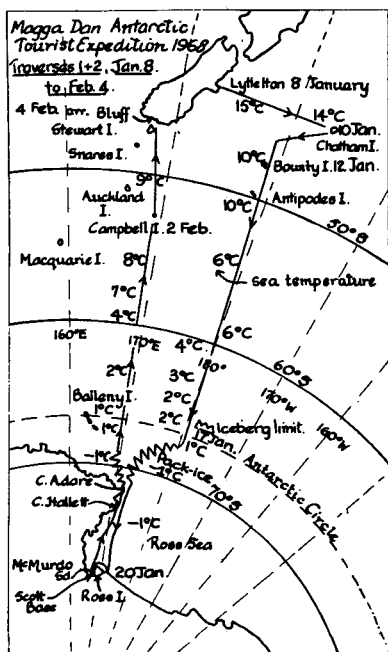 Magga Dan Antarctic
Tourist Expedition 1968
Traverses 1+2, Jan.8.
to Feb 4.
4 Feb. arr. Bluff
Stewart I.
Snares I.
Lyttelton 8 January
15°C
14°C
10 Jan.
Chatham I.
10°C
Bounty I. 12 Jan.
9°C
Auckland
I.
10°C
Antipodes I.
Campbell I. 2 Feb.
50°S
Macquarie I.
8°C
6°C
sea temperature
7°C
4°C
6°C
160°E
170°E
4°C
180°
60°S
2°C
3°C
170°W
Balleny I.
2°C
160°W
1°C
1°C
2°C
Iceberg limit.
17 Jan.
1°C
-1°C
Pack-ice
-1°C
Antarctic Circle
C. Adare
70°S
C. Hallett
-1°C
Ross Sea
McMurdo
Sd.
20 Jan
Scott
Base
Ross I.